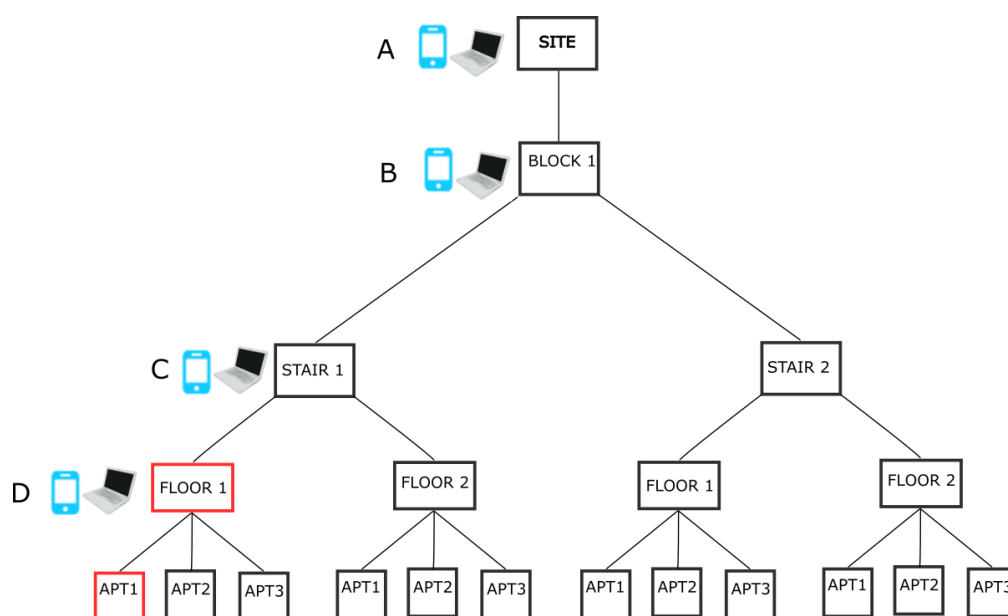 A
SITE
B
BLOCK 1
C
STAIR 1
STAIR 2
D
FLOOR 1
FLOOR 2
FLOOR 1
FLOOR 2
APT1
APT2
APT3
APT1
APT2
APT3
APT1
APT2
APT3
APT1
APT2
APT3